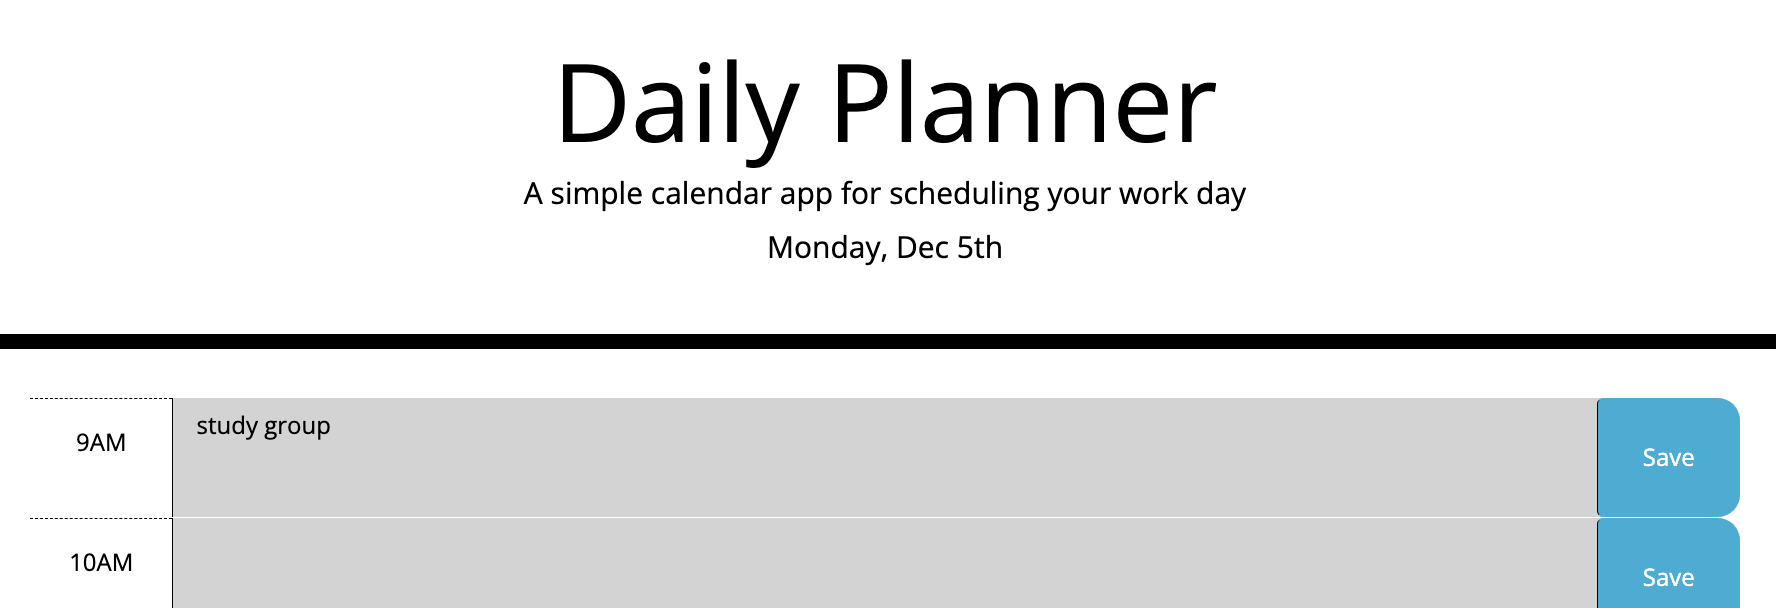 Daily Planner
A simple calendar app for scheduling your work day
Monday, Dec 5th
9AM
study group
Save
10AM
Save